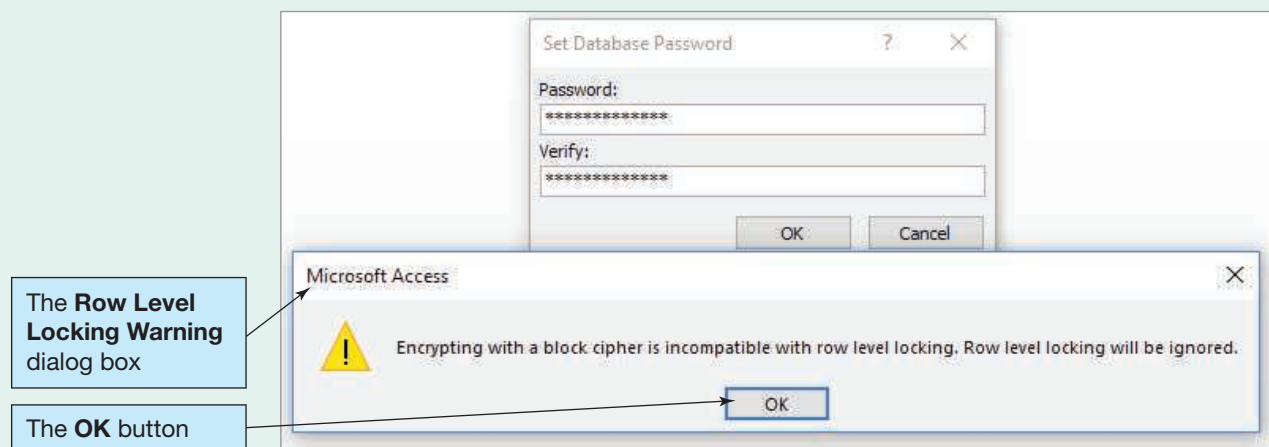 Set Database Password ? ×
Password:
*************
Verify:
*************
OK Cancel
Microsoft Access ×
The Row Level
Locking Warning
dialog box
! Encrypting with a block cipher is incompatible with row level locking. Row level locking will be ignored.
OK
The OK button